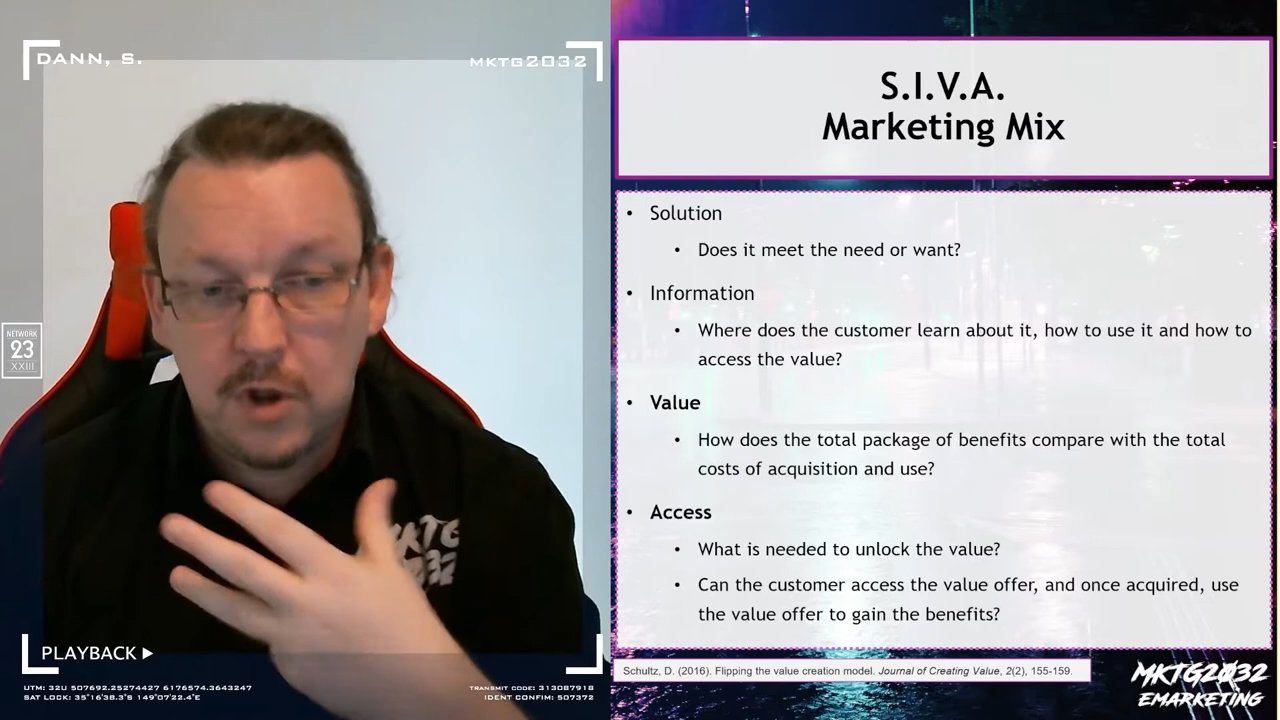 DANN, S.
MKTG2032
NETWORK
23
XXIII
PLAYBACK
UTM: 32U 507692.25274427 6176574.3643247
SAT LOCK: 35°16'38.3"S 149°07'22.4"E
TRANSMIT CODE: 313087918
IDENT CONFIM: 507372
S.I.V.A.
Marketing Mix
• Solution
• Does it meet the need or want?
• Information
• Where does the customer learn about it, how to use it and how to
access the value?
• Value
• How does the total package of benefits compare with the total
costs of acquisition and use?
• Access
• What is needed to unlock the value?
• Can the customer access the value offer, and once acquired, use
the value offer to gain the benefits?
Schultz, D. (2016). Flipping the value creation model. Journal of Creating Value, 2(2), 155-159.
MKTG2032
EMARKETING